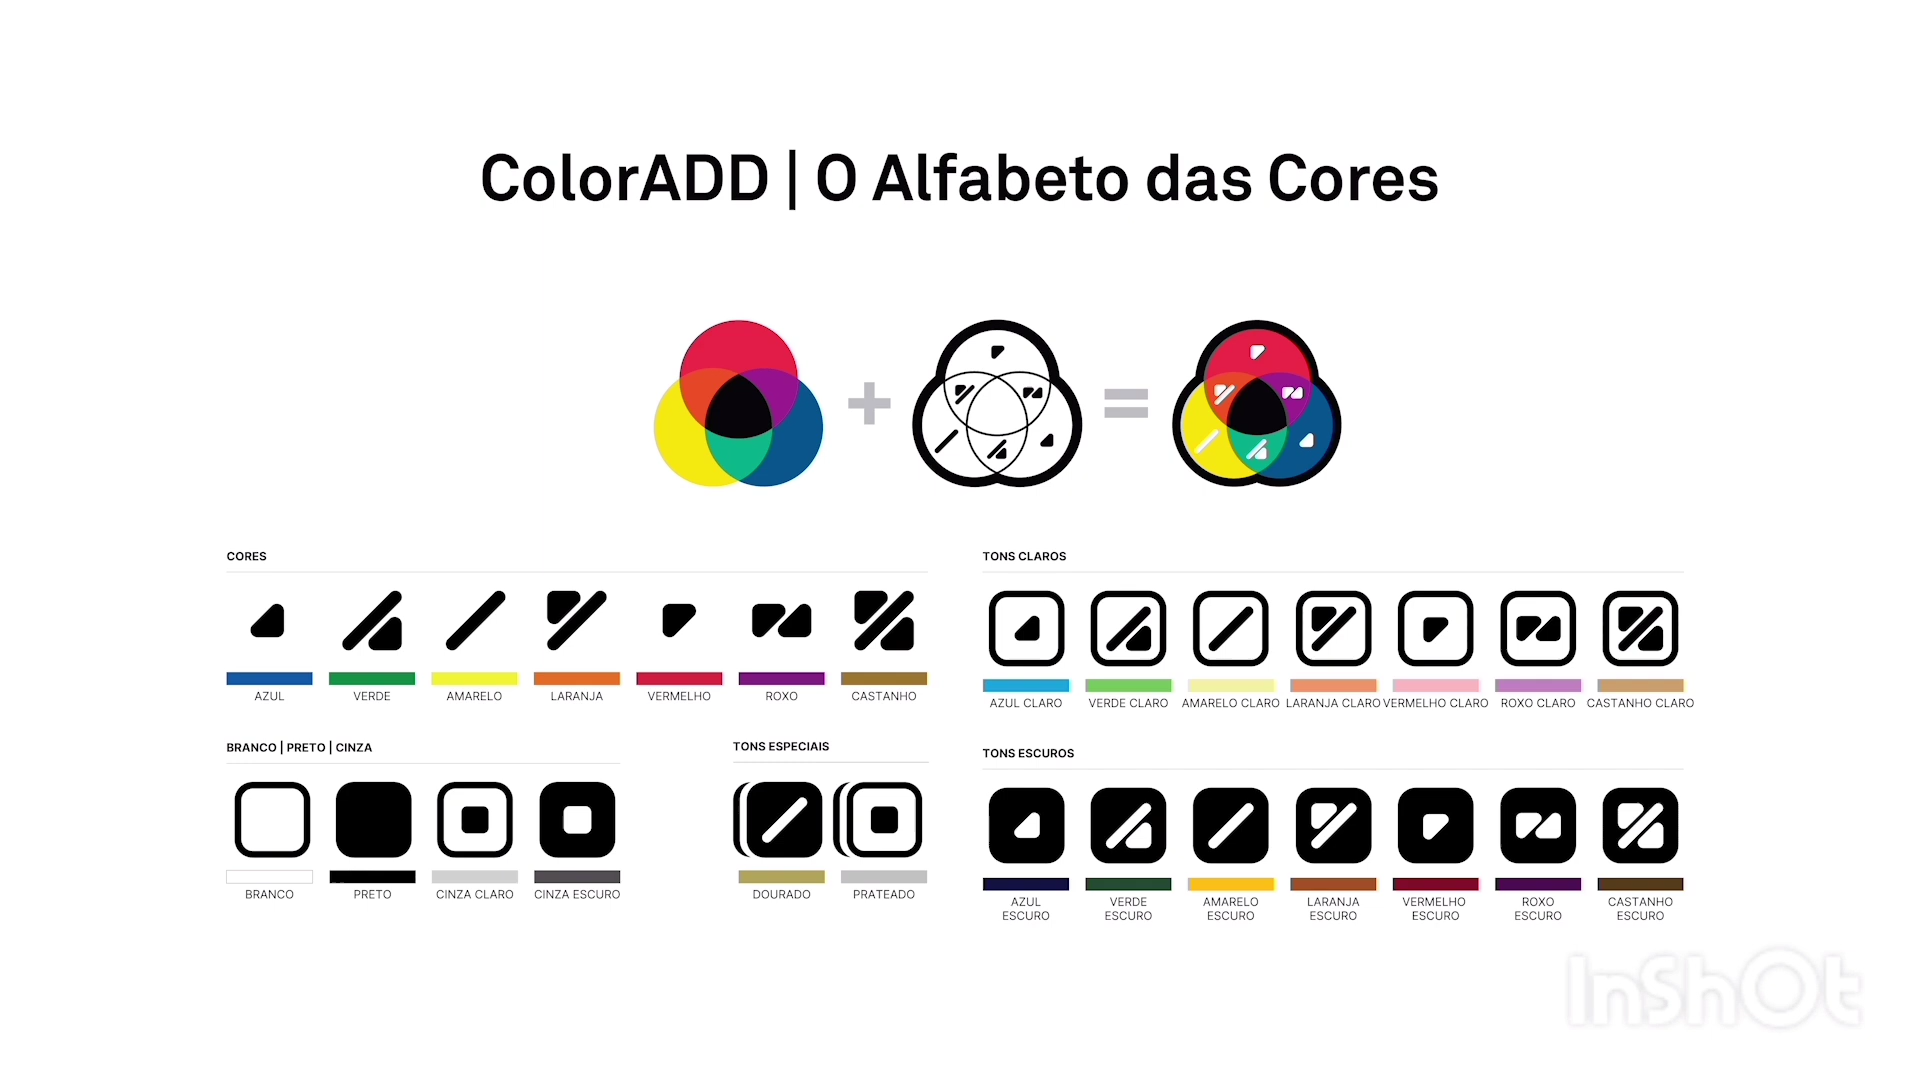 ColorADD | O Alfabeto das Cores
CORES
AZUL VERDE AMARELO LARANJA VERMELHO ROXO CASTANHO
TONS CLAROS
AZUL CLARO VERDE CLARO AMARELO CLARO LARANJA CLARO VERMELHO CLARO ROXO CLARO CASTANHO CLARO
BRANCO | PRETO | CINZA
BRANCO PRETO CINZA CLARO CINZA ESCURO
TONS ESPECIAIS
DOURADO PRATEADO
TONS ESCUROS
AZUL ESCURO VERDE ESCURO AMARELO ESCURO LARANJA ESCURO VERMELHO ESCURO ROXO ESCURO CASTANHO ESCURO
InShOt